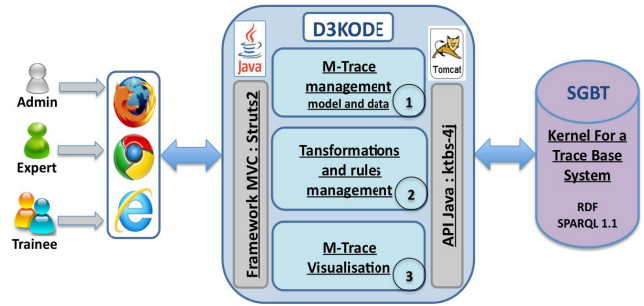 Admin
Expert
Trainee
D3KODE
Java
Tomcat
Framework MVC : Struts2
M-Trace
management
model and data
1
Tansformations
and rules
management
2
M-Trace
Visualisation
3
API Java : ktbs-4j
SGBT
Kernel For a
Trace Base
System
RDF
SPARQL 1.1